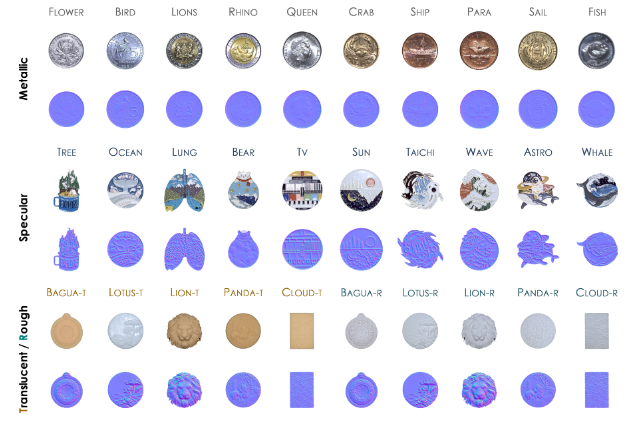 FLOWER BIRD LIONS RHINO QUEEN CRAB SHIP PARA SAIL FISH
Metallic
TREE OCEAN LUNG BEAR TV SUN TAICHI WAVE ASTRO WHALE
Specular
BAGUA-T LOTUS-T LION-T PANDA-T CLOUD-T BAGUA-R LOTUS-R LION-R PANDA-R CLOUD-R
Translucent / Rough